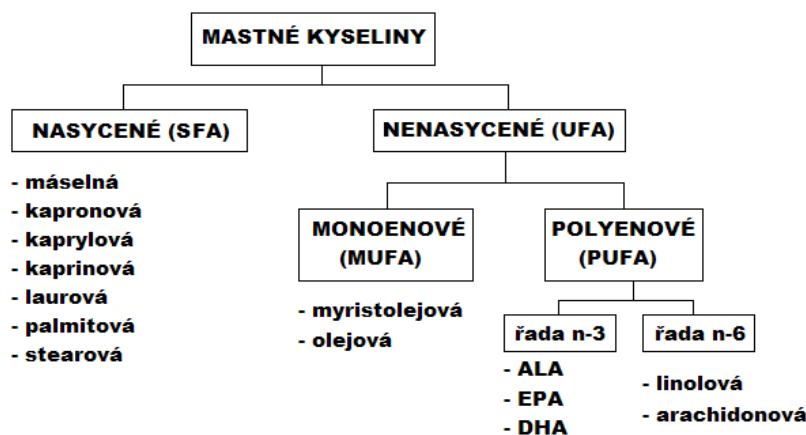 MASTNÉ KYSELINY
NASYCENÉ (SFA)
- máselná
- kapronová
- kaprylová
- kaprinová
- laurová
- palmitová
- stearová
NENASYCENÉ (UFA)
MONOENOVÉ
(MUFA)
- myristolejová
- olejová
POLYENOVÉ
(PUFA)
řada n-3
- ALA
- EPA
- DHA
řada n-6
- linolová
- arachidonová